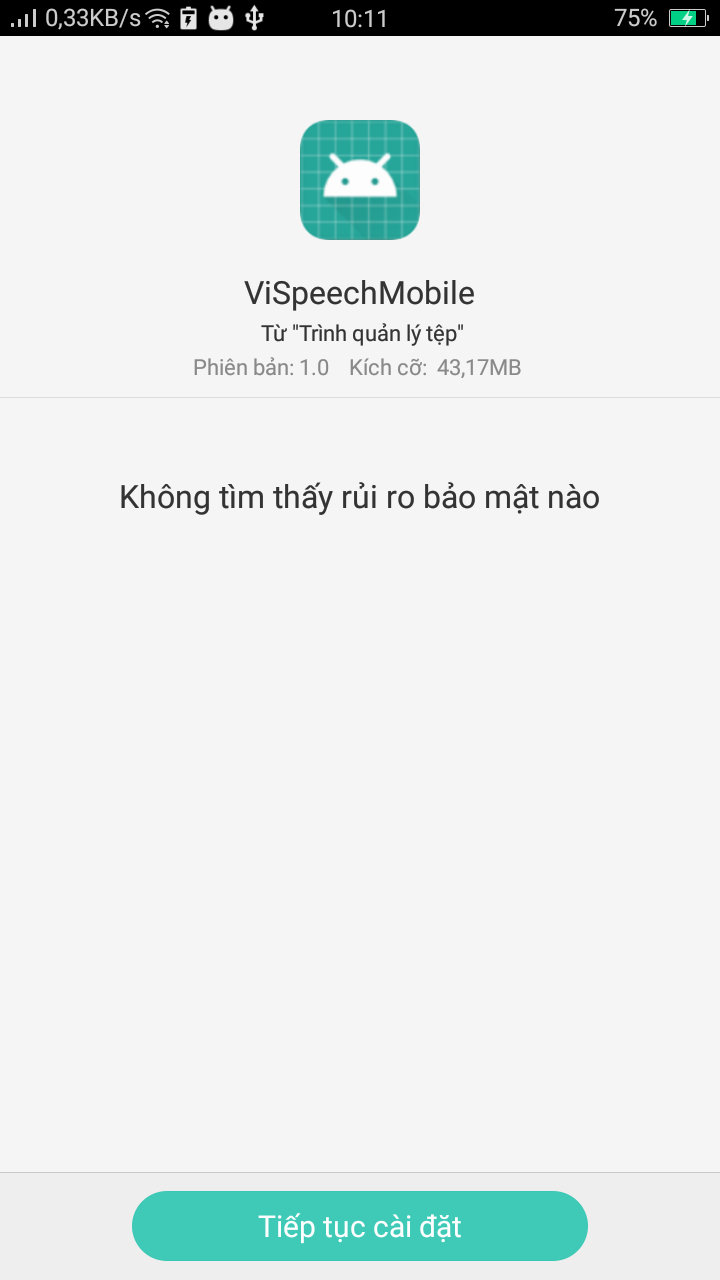 0,33KB/s 10:11 75%
ViSpeechMobile
Từ "Trình quản lý tệp"
Phiên bản: 1.0 Kích cỡ: 43,17MB
Không tìm thấy rủi ro bảo mật nào
Tiếp tục cài đặt